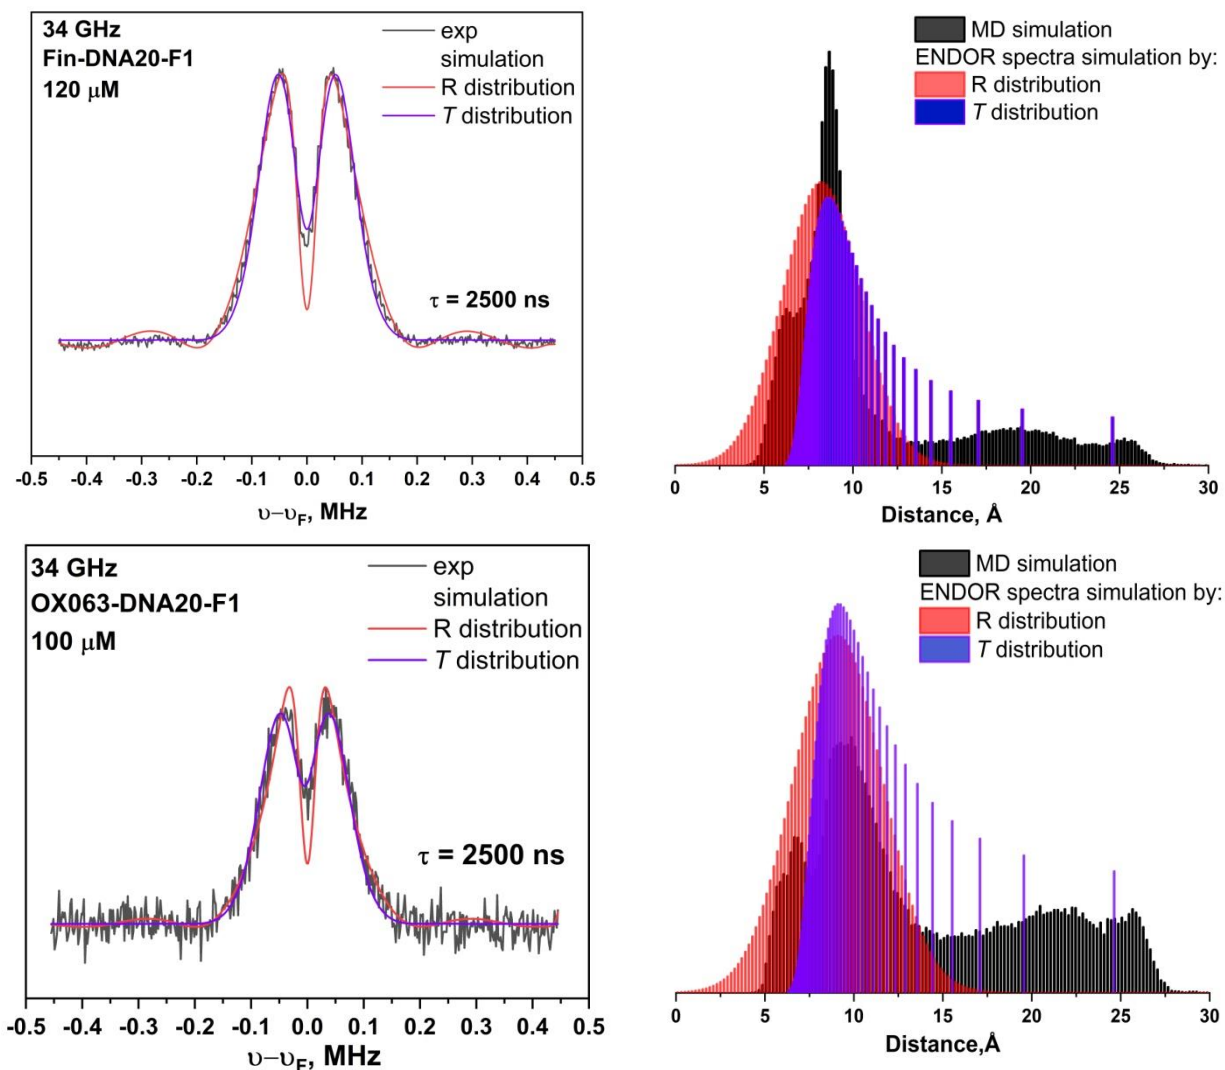 34 GHz
Fin-DNA20-F1
120 μM
exp
simulation
R distribution
T distribution
τ = 2500 ns
-0.5 -0.4 -0.3 -0.2 -0.1 0.0 0.1 0.2 0.3 0.4 0.5
υ–υF, MHz
MD simulation
ENDOR spectra simulation by:
R distribution
T distribution
0 5 10 15 20 25 30
Distance, Å
34 GHz
OX063-DNA20-F1
100 μM
exp
simulation
R distribution
T distribution
τ = 2500 ns
-0.5 -0.4 -0.3 -0.2 -0.1 0.0 0.1 0.2 0.3 0.4 0.5
υ–υF, MHz
MD simulation
ENDOR spectra simulation by:
R distribution
T distribution
0 5 10 15 20 25 30
Distance,Å